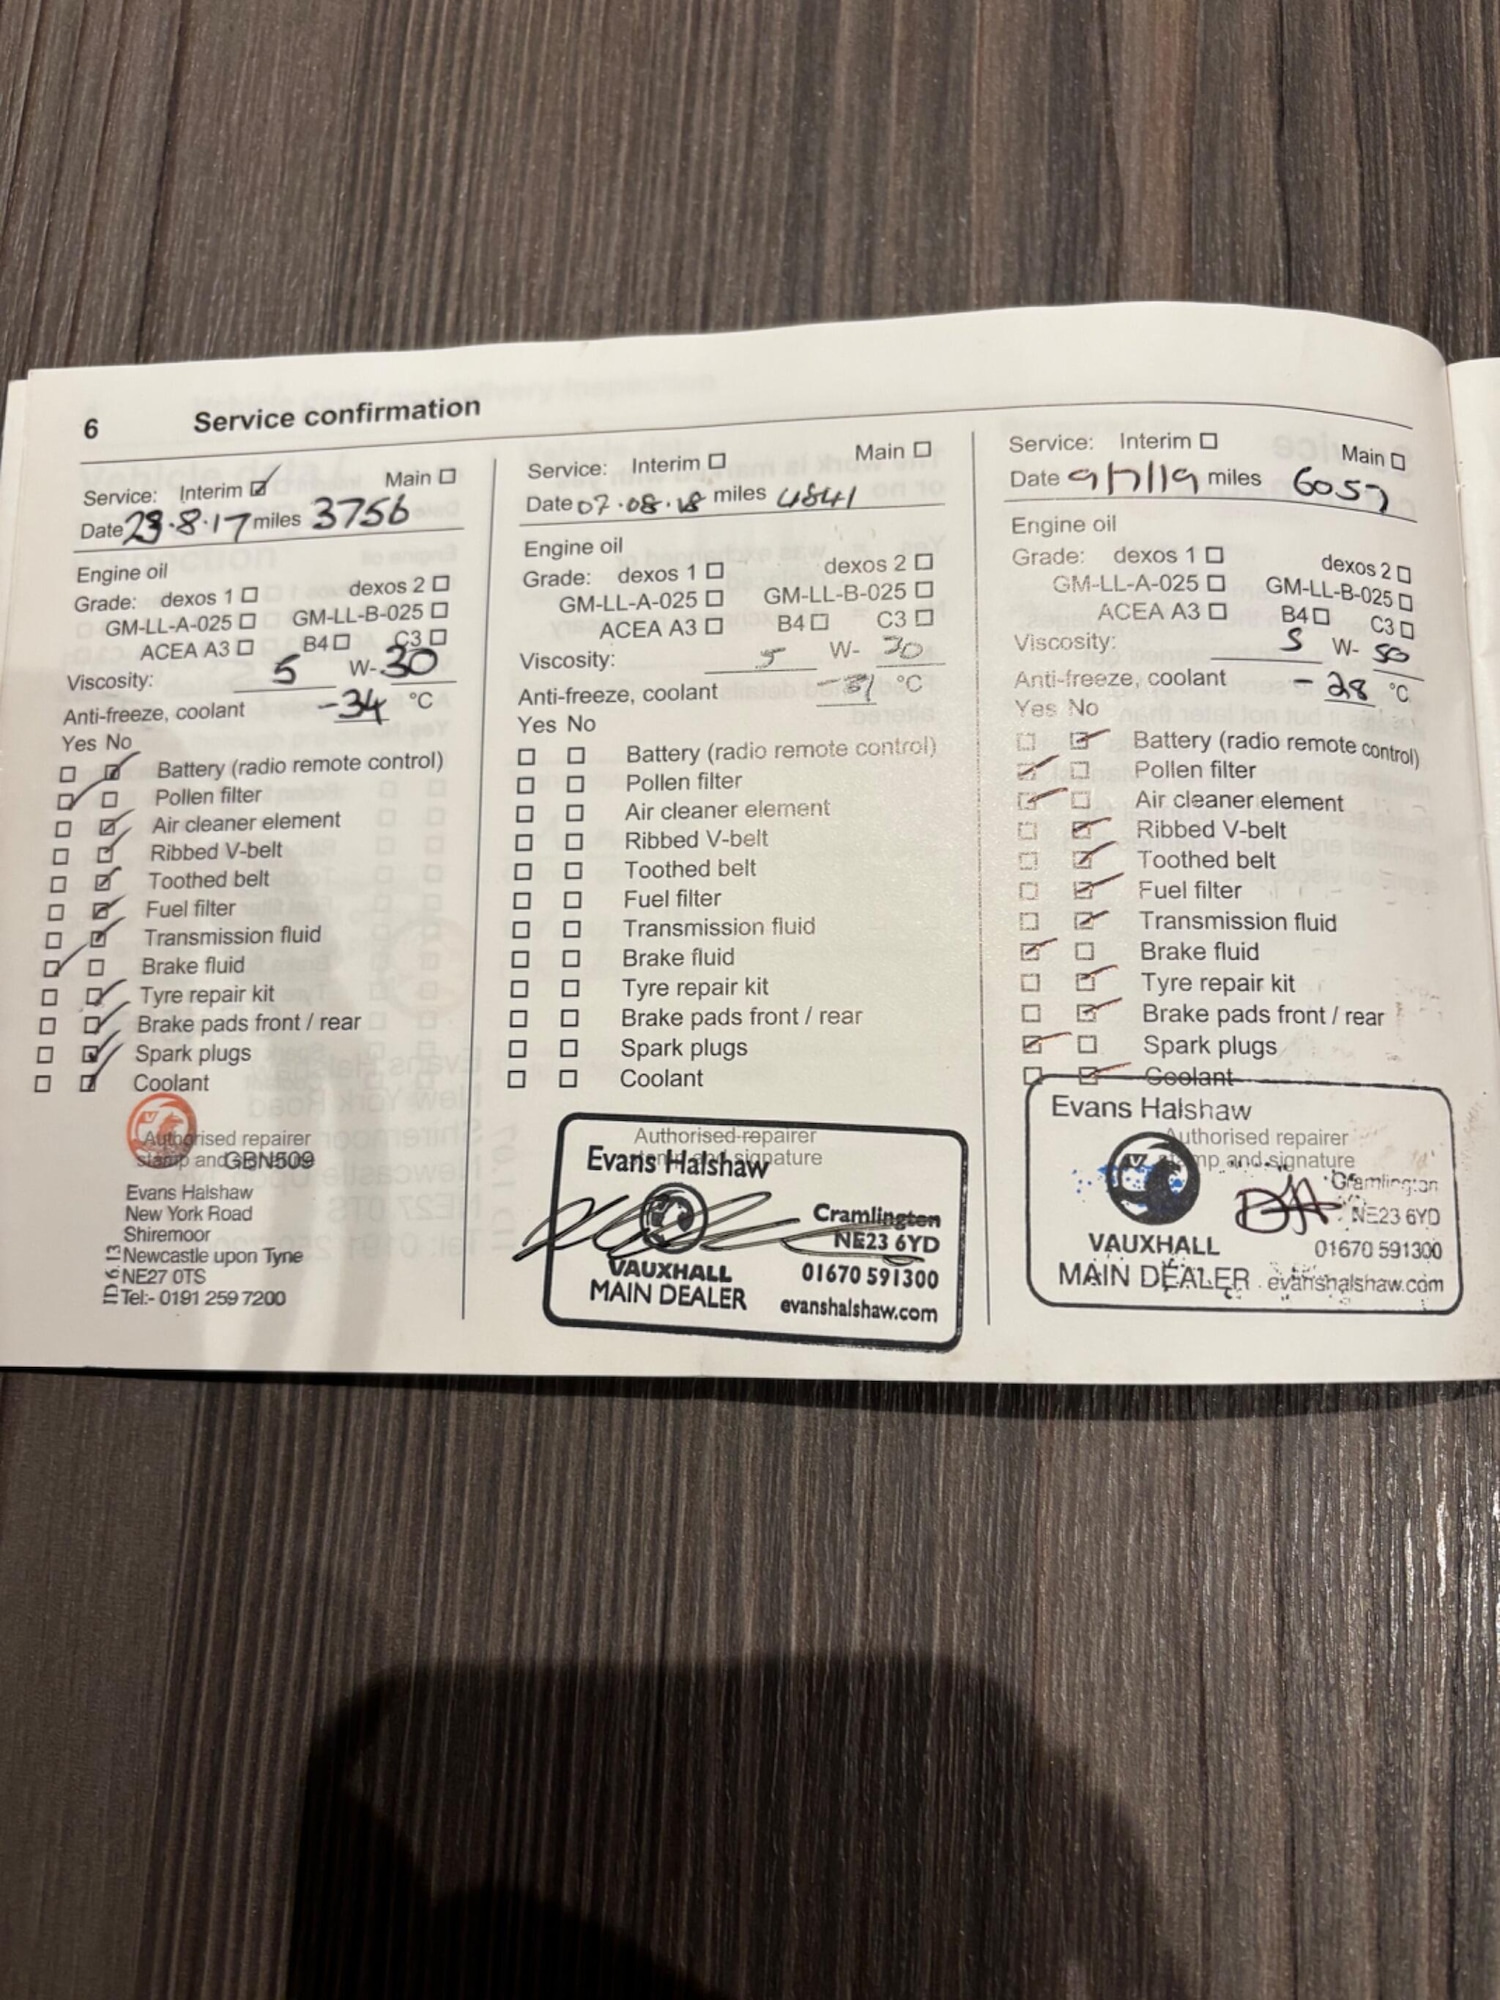 6 Service confirmation
Service: Interim ☑ Main ☐
Date 23.8.17 miles 3756
Engine oil
Grade: dexos 1 ☐ dexos 2 ☐
GM-LL-A-025 ☐ GM-LL-B-025 ☐
ACEA A3 ☐ B4 ☐ C3 ☐
Viscosity: 5 W- 30
Anti-freeze, coolant -34 °C
Yes No
☐ ☑ Battery (radio remote control)
☑ ☐ Pollen filter
☐ ☑ Air cleaner element
☐ ☑ Ribbed V-belt
☐ ☑ Toothed belt
☐ ☑ Fuel filter
☐ ☑ Transmission fluid
☑ ☐ Brake fluid
☐ ☑ Tyre repair kit
☐ ☑ Brake pads front / rear
☐ ☑ Spark plugs
☐ ☑ Coolant
Authorised repairer
stamp and GBN509
Evans Halshaw
New York Road
Shiremoor
Newcastle upon Tyne
NE27 0TS
Tel:- 0191 259 7200
ID 6.13
Service: Interim ☐ Main ☐
Date 07.08.18 miles 4841
Engine oil
Grade: dexos 1 ☐ dexos 2 ☐
GM-LL-A-025 ☐ GM-LL-B-025 ☐
ACEA A3 ☐ B4 ☐ C3 ☐
Viscosity: 5 W- 30
Anti-freeze, coolant -31 °C
Yes No
☐ ☐ Battery (radio remote control)
☐ ☐ Pollen filter
☐ ☐ Air cleaner element
☐ ☐ Ribbed V-belt
☐ ☐ Toothed belt
☐ ☐ Fuel filter
☐ ☐ Transmission fluid
☐ ☐ Brake fluid
☐ ☐ Tyre repair kit
☐ ☐ Brake pads front / rear
☐ ☐ Spark plugs
☐ ☐ Coolant
Authorised repairer
and signature
Evans Halshaw
Cramlington
NE23 6YD
VAUXHALL 01670 591300
MAIN DEALER evanshalshaw.com
Service: Interim ☐ Main ☐
Date 9/7/19 miles 6057
Engine oil
Grade: dexos 1 ☐ dexos 2 ☐
GM-LL-A-025 ☐ GM-LL-B-025 ☐
ACEA A3 ☐ B4 ☐ C3 ☐
Viscosity: 5 W-
Anti-freeze, coolant -28 °C
Yes No
☐ ☑ Battery (radio remote control)
☑ ☐ Pollen filter
☑ ☐ Air cleaner element
☐ ☑ Ribbed V-belt
☐ ☑ Toothed belt
☐ ☑ Fuel filter
☐ ☑ Transmission fluid
☑ ☐ Brake fluid
☐ ☑ Tyre repair kit
☐ ☑ Brake pads front / rear
☑ ☐ Spark plugs
☐ ☑ Coolant
Evans Halshaw
Authorised repairer
and signature
Cramlington
NE23 6YD
VAUXHALL 01670 591300
MAIN DEALER evanshalshaw.com